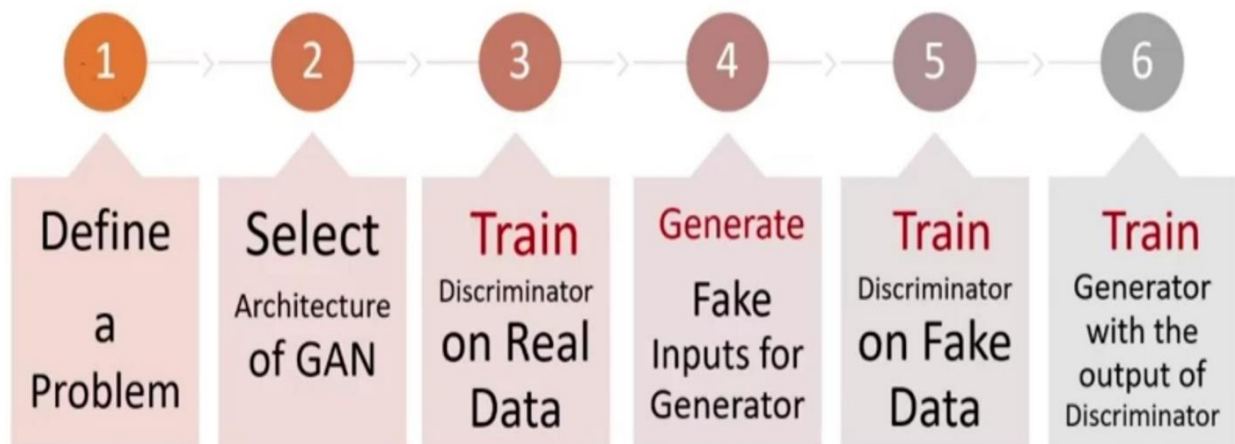 1
2
3
4
5
6
Define
a
Problem
Select
Architecture
of GAN
Train
Discriminator
on Real
Data
Generate
Fake
Inputs for
Generator
Train
Discriminator
on Fake
Data
Train
Generator
with the
output of
Discriminator